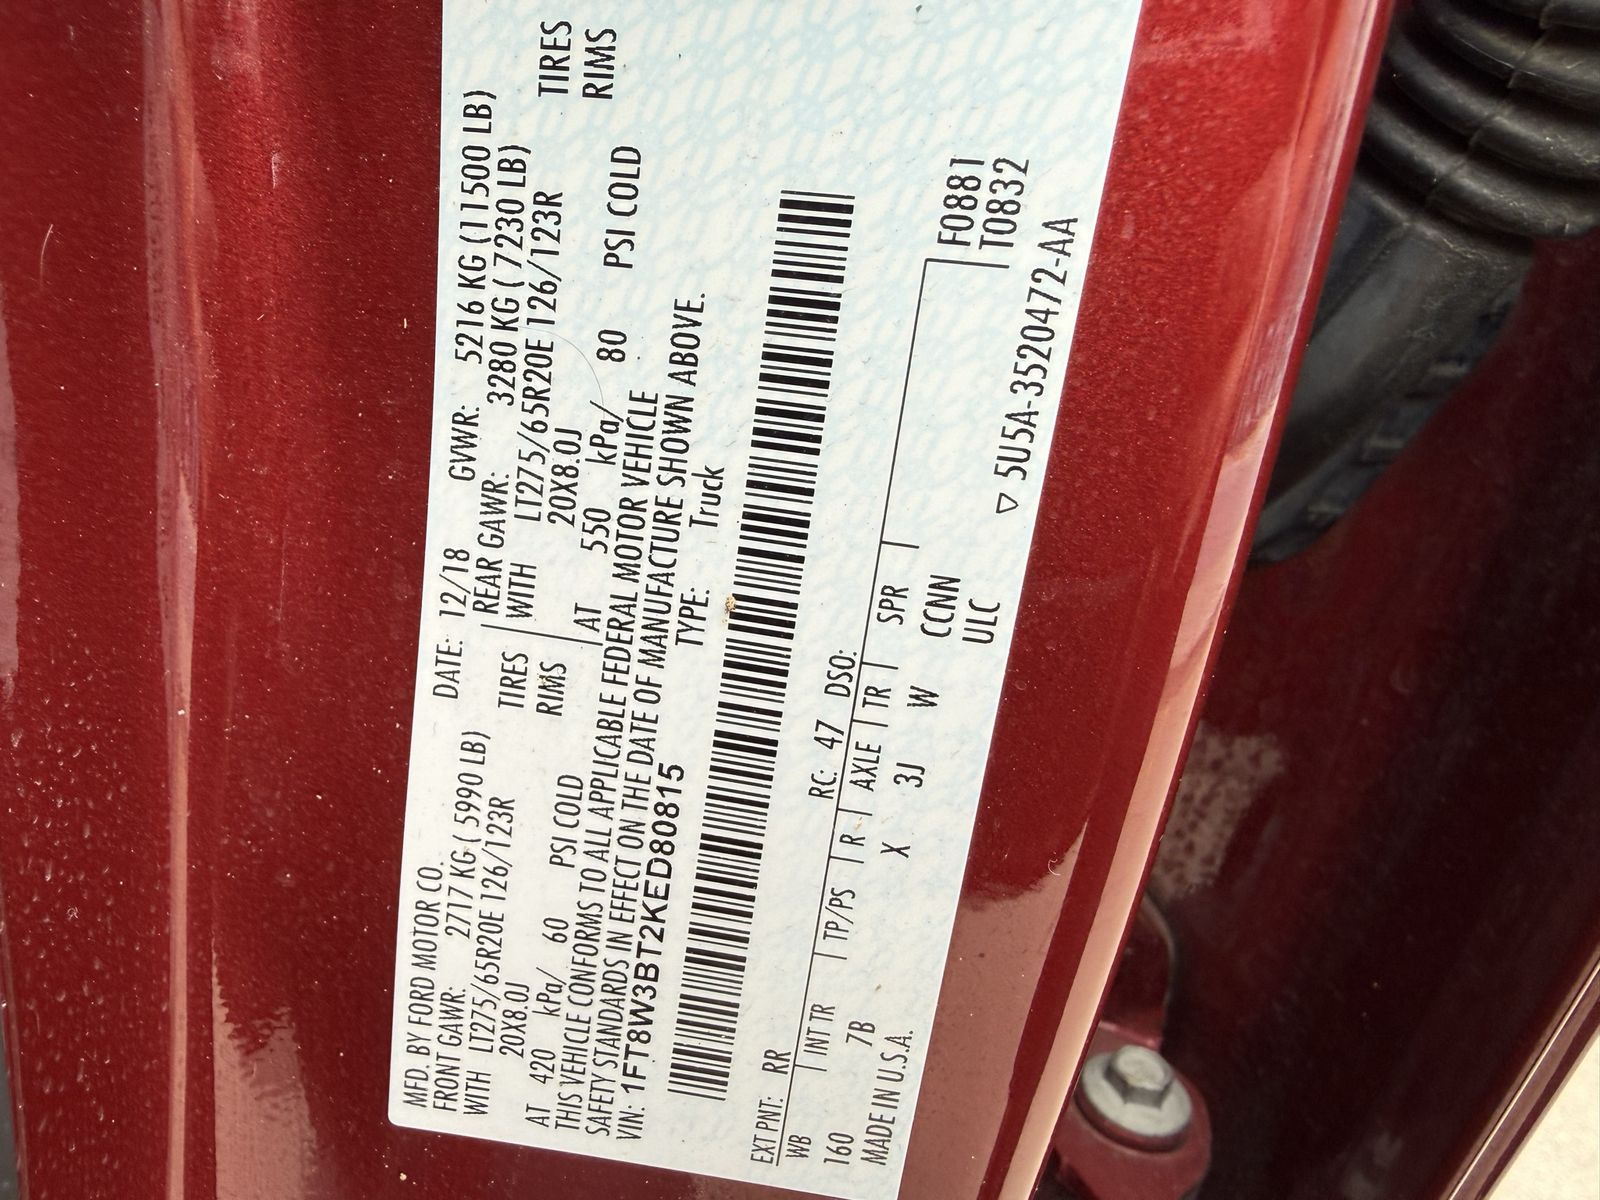 MFD. BY FORD MOTOR CO.
DATE: 12/18 GVWR: 5216 KG (11500 LB)
FRONT GAWR: 2717 KG ( 5990 LB) REAR GAWR: 3280 KG ( 7230 LB)
WITH LT275/65R20E 126/123R TIRES WITH LT275/65R20E 126/123R TIRES
20X8.0J RIMS 20X8.0J RIMS
AT 420 kPa/ 60 PSI COLD AT 550 kPa/ 80 PSI COLD
THIS VEHICLE CONFORMS TO ALL APPLICABLE FEDERAL MOTOR VEHICLE
SAFETY STANDARDS IN EFFECT ON THE DATE OF MANUFACTURE SHOWN ABOVE.
VIN: 1FT8W3BT2KED80815 TYPE: Truck
EXT PNT: RR RC: 47 DSO:
WB INT TR TP/PS R AXLE TR SPR F0881
160 7B X 3J W CCNN T0832
MADE IN U.S.A. ULC ▽ 5U5A-3520472-AA